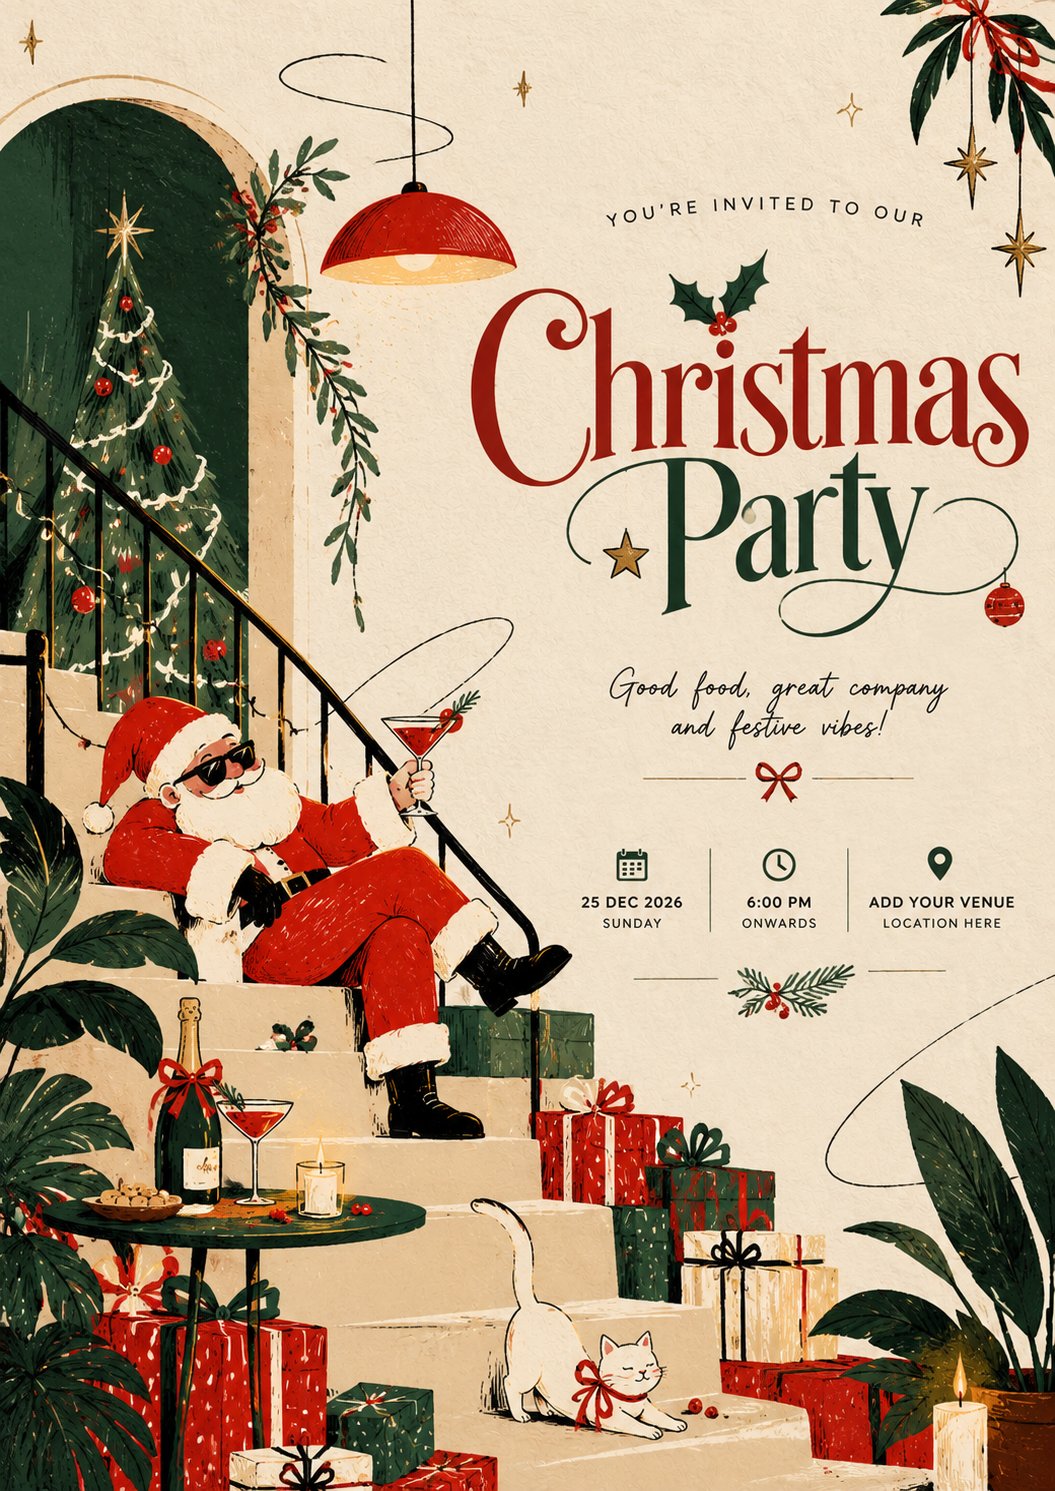 YOU'RE INVITED TO OUR
Christmas
Party
Good food, great company
and festive vibes!
25 DEC 2026
SUNDAY
6:00 PM
ONWARDS
ADD YOUR VENUE
LOCATION HERE